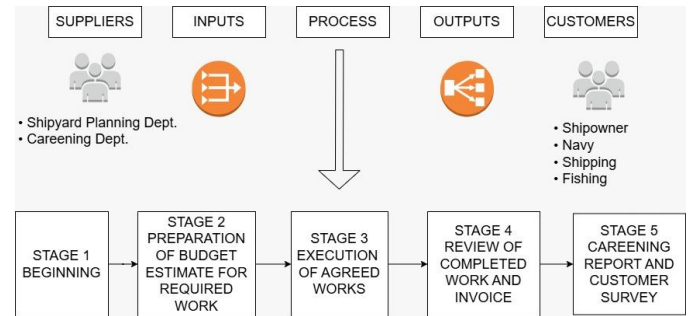 SUPPLIERS
INPUTS
PROCESS
OUTPUTS
CUSTOMERS
• Shipyard Planning Dept.
• Careening Dept.
• Shipowner
• Navy
• Shipping
• Fishing
STAGE 1
BEGINNING
STAGE 2
PREPARATION
OF BUDGET
ESTIMATE FOR
REQUIRED
WORK
STAGE 3
EXECUTION
OF AGREED
WORKS
STAGE 4
REVIEW OF
COMPLETED
WORK AND
INVOICE
STAGE 5
CAREENING
REPORT AND
CUSTOMER
SURVEY